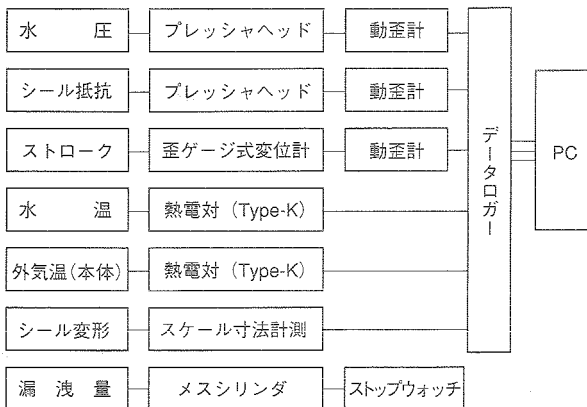 水 圧 プレッシャヘッド 動歪計
シール抵抗 プレッシャヘッド 動歪計
ストローク 歪ゲージ式変位計 動歪計
水 温 熱電対（Type-K）
外気温（本体） 熱電対（Type-K）
シール変形 スケール寸法計測
漏 洩 量 メスシリンダ ストップウォッチ
データロガー
PC